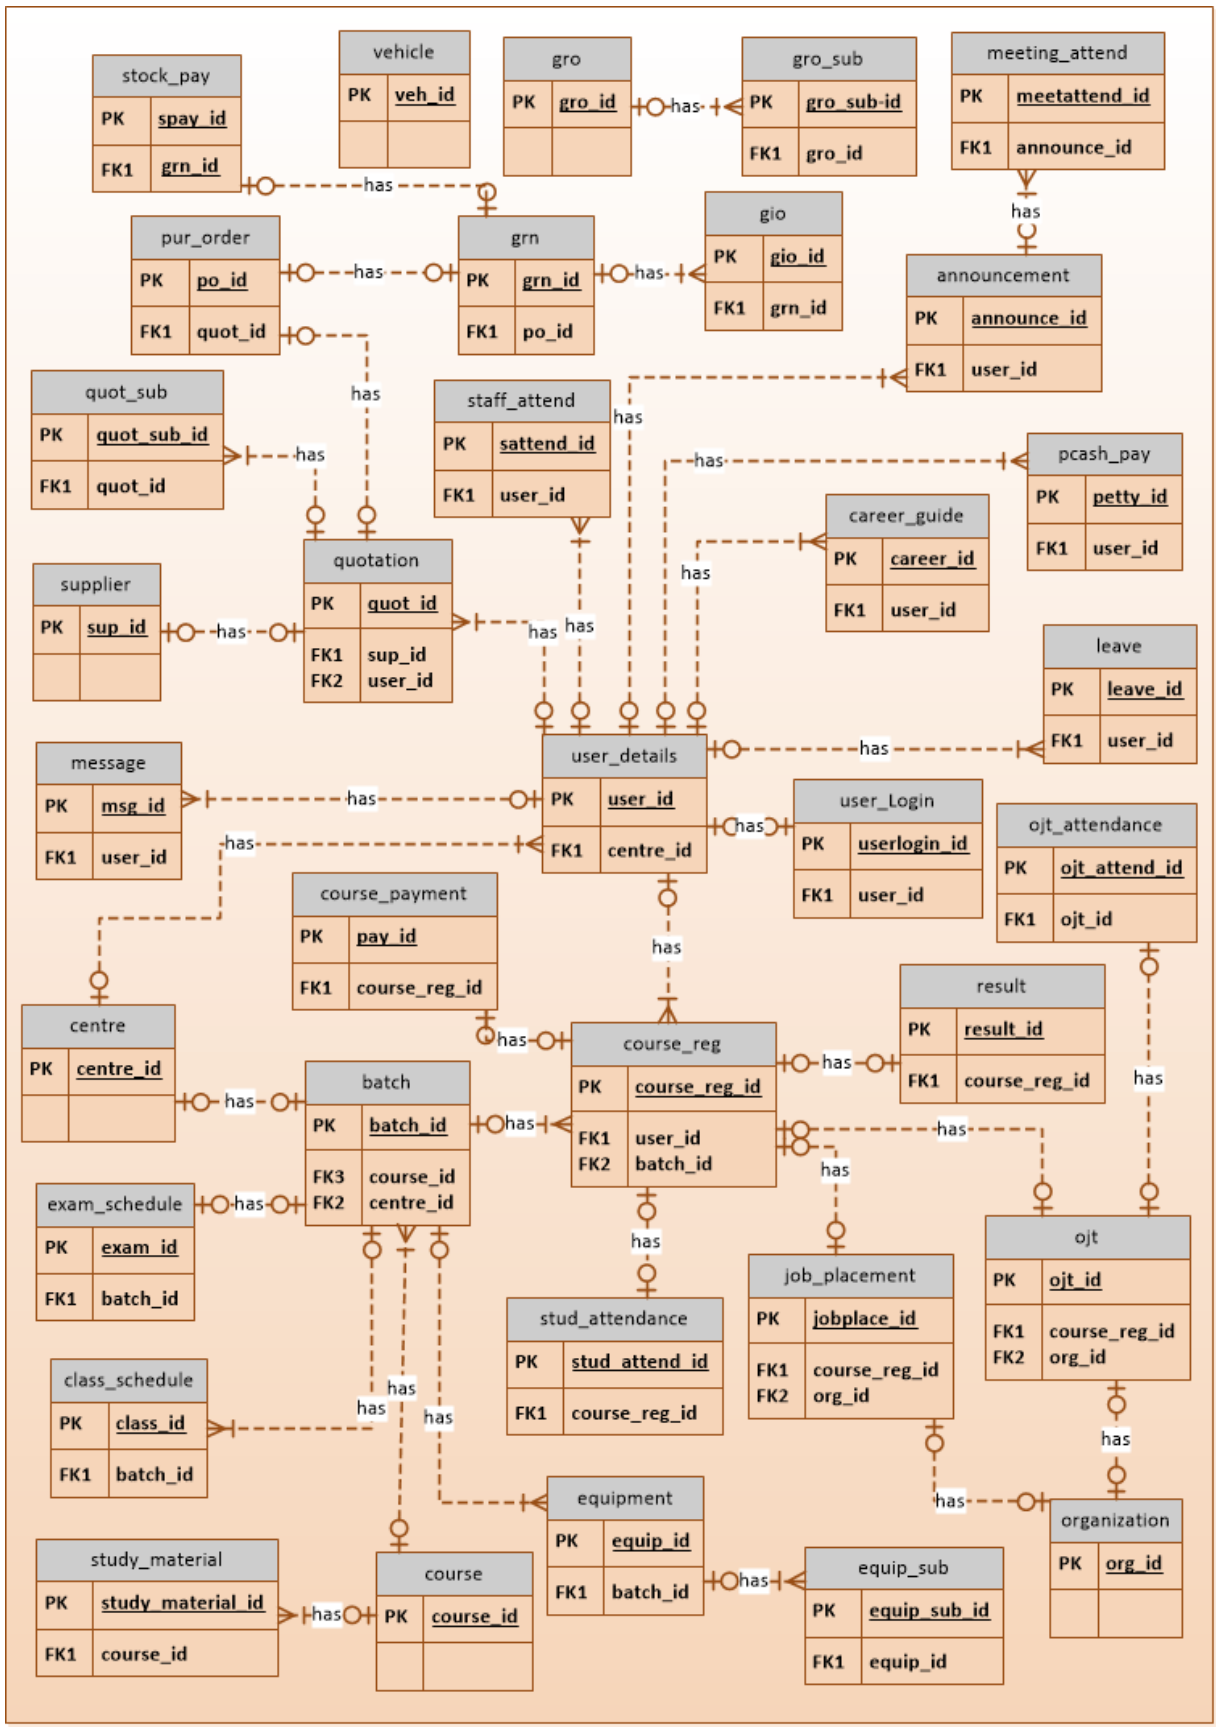 stock_pay
PK spay_id
FK1 grn_id
vehicle
PK veh_id
gro
PK gro_id
has
gro_sub
PK gro_sub-id
FK1 gro_id
meeting_attend
PK meetattend_id
FK1 announce_id
has
has
pur_order
PK po_id
FK1 quot_id
has
grn
PK grn_id
FK1 po_id
has
gio
PK gio_id
FK1 grn_id
announcement
PK announce_id
FK1 user_id
has
quot_sub
PK quot_sub_id
FK1 quot_id
has
staff_attend
PK sattend_id
FK1 user_id
has
has
pcash_pay
PK petty_id
FK1 user_id
career_guide
PK career_id
FK1 user_id
has
supplier
PK sup_id
has
quotation
PK quot_id
FK1 sup_id
FK2 user_id
has
has
leave
PK leave_id
FK1 user_id
has
message
PK msg_id
FK1 user_id
has
user_details
PK user_id
FK1 centre_id
has
user_Login
PK userlogin_id
FK1 user_id
ojt_attendance
PK ojt_attend_id
FK1 ojt_id
has
course_payment
PK pay_id
FK1 course_reg_id
has
has
course_reg
PK course_reg_id
FK1 user_id
FK2 batch_id
has
result
PK result_id
FK1 course_reg_id
has
centre
PK centre_id
has
batch
PK batch_id
FK3 course_id
FK2 centre_id
has
has
has
exam_schedule
PK exam_id
FK1 batch_id
has
has
stud_attendance
PK stud_attend_id
FK1 course_reg_id
job_placement
PK jobplace_id
FK1 course_reg_id
FK2 org_id
ojt
PK ojt_id
FK1 course_reg_id
FK2 org_id
class_schedule
PK class_id
FK1 batch_id
has
has
has
has
has
equipment
PK equip_id
FK1 batch_id
has
equip_sub
PK equip_sub_id
FK1 equip_id
organization
PK org_id
study_material
PK study_material_id
FK1 course_id
has
course
PK course_id